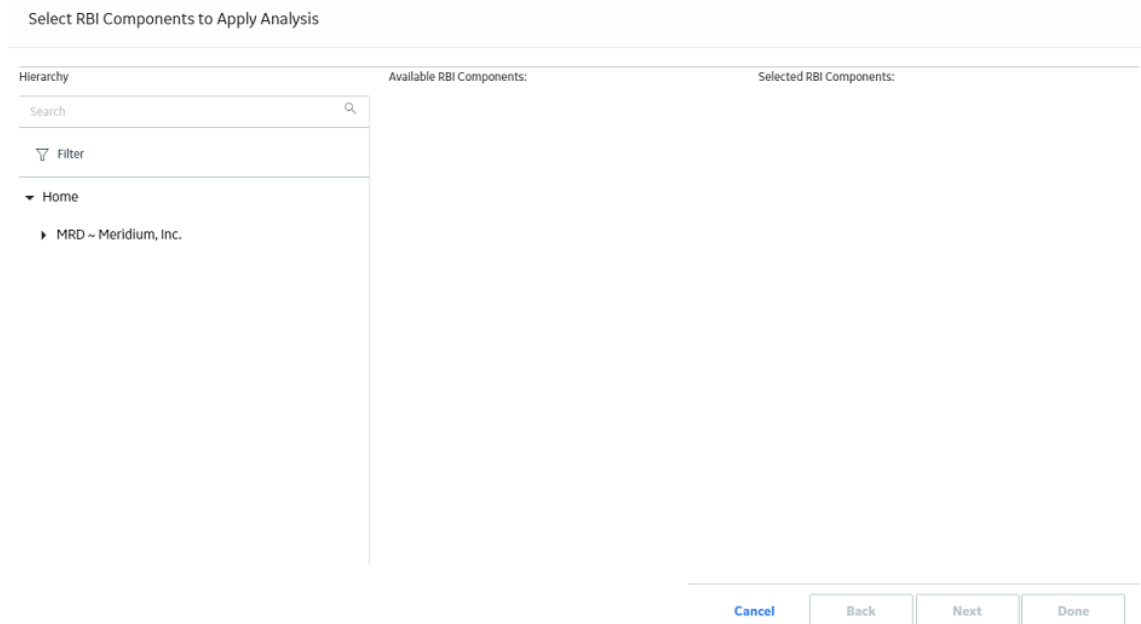 Select RBI Components to Apply Analysis
Hierarchy
Available RBI Components:
Selected RBI Components:
Search
Filter
Home
MRD ~ Meridium, Inc.
Cancel
Back
Next
Done